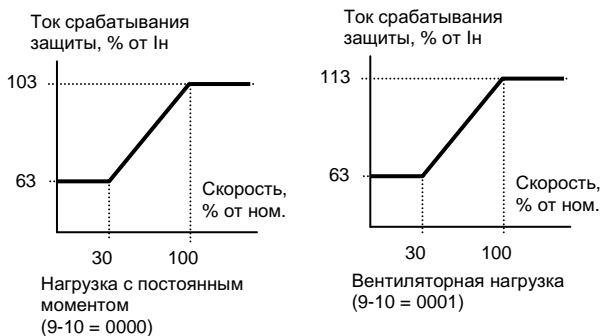 Ток срабатывания
защиты, % от Iн
103
63
Скорость,
% от ном.
30
100
Нагрузка с постоянным
моментом
(9-10 = 0000)
Ток срабатывания
защиты, % от Iн
113
63
Скорость,
% от ном.
30
100
Вентиляторная нагрузка
(9-10 = 0001)